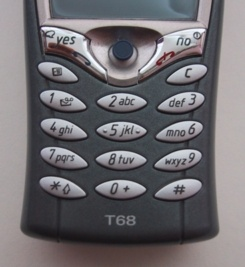 yes no
C
1 2abc def3
4ghi 5jkl mno6
7pqrs 8tuv wxyz9
* 0+ #
T68